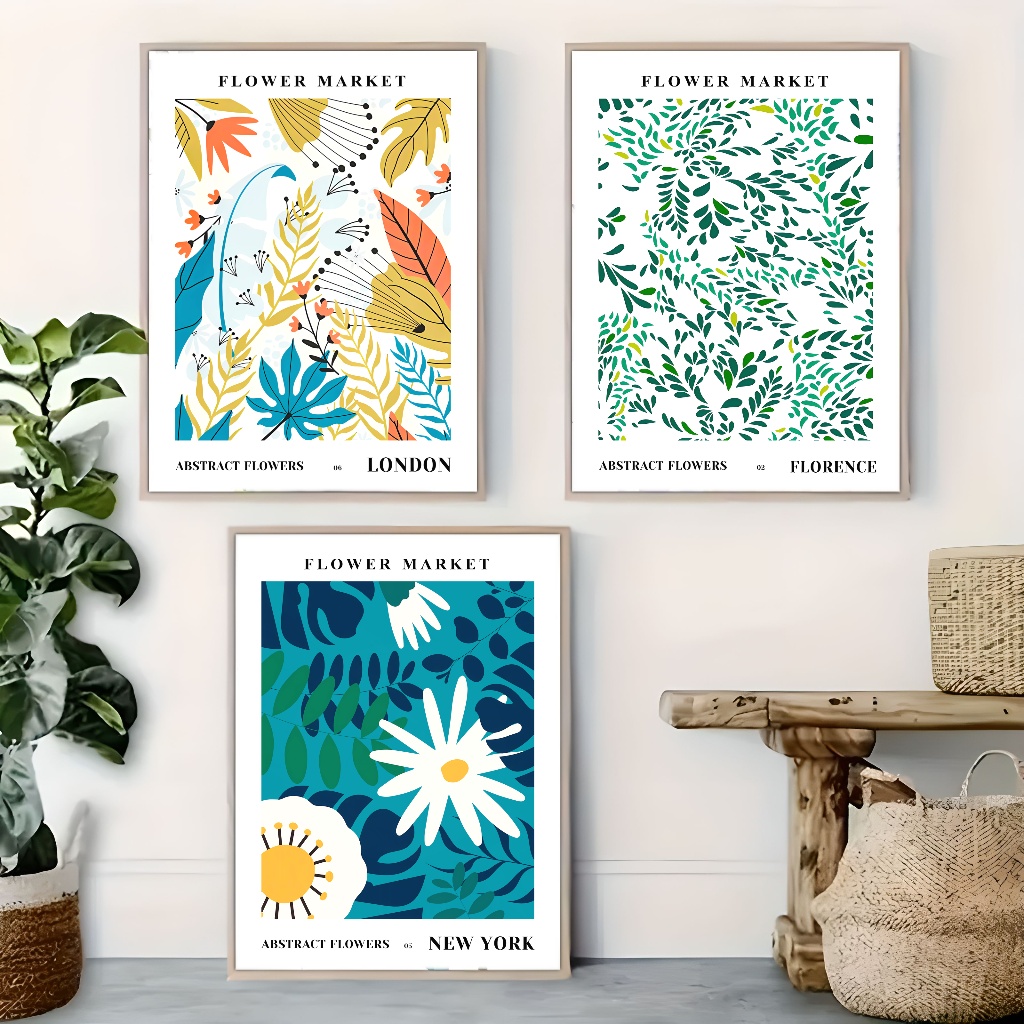 FLOWER MARKET
ABSTRACT FLOWERS 06 LONDON
FLOWER MARKET
ABSTRACT FLOWERS 02 FLORENCE
FLOWER MARKET
ABSTRACT FLOWERS 05 NEW YORK